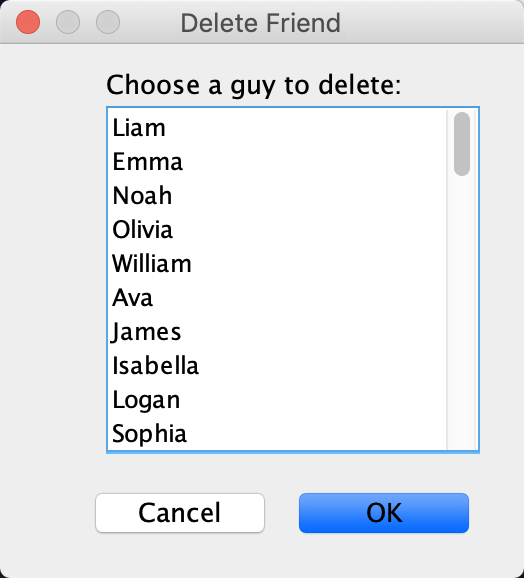 Delete Friend
Choose a guy to delete:
Liam
Emma
Noah
Olivia
William
Ava
James
Isabella
Logan
Sophia
Cancel
OK